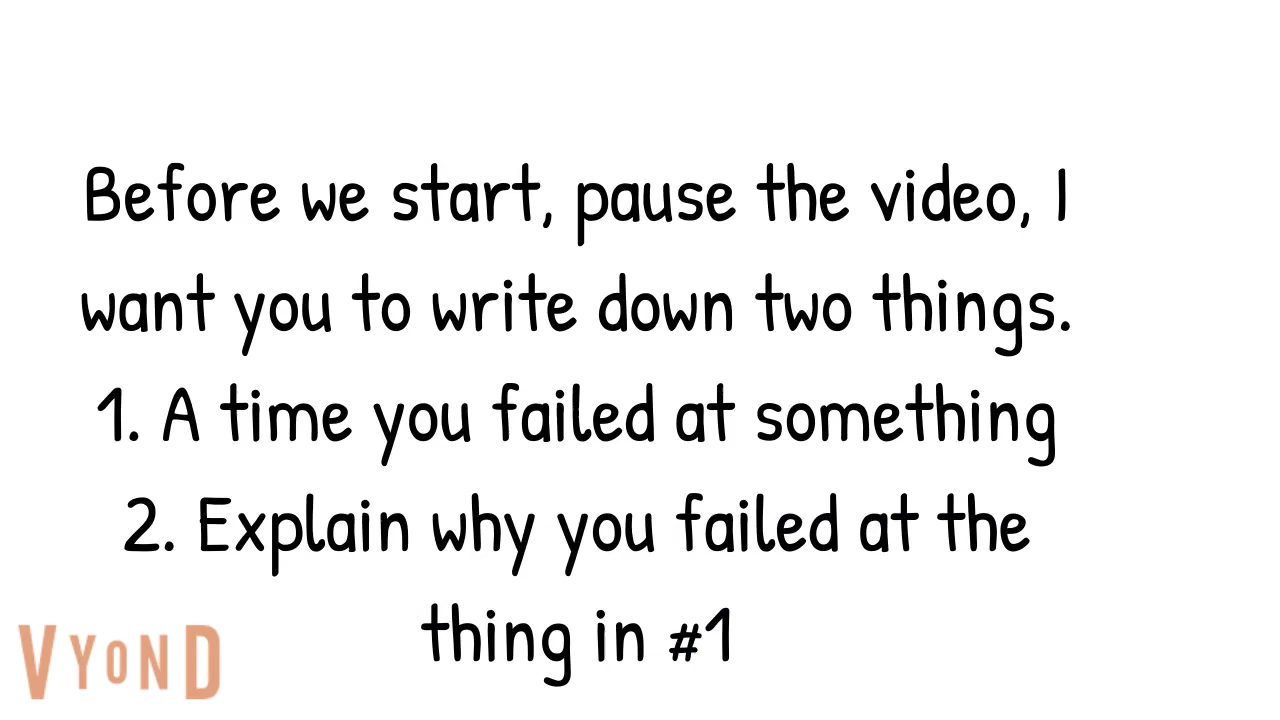 Before we start, pause the video, I
want you to write down two things.
1. A time you failed at something
2. Explain why you failed at the
thing in #1
VYOND